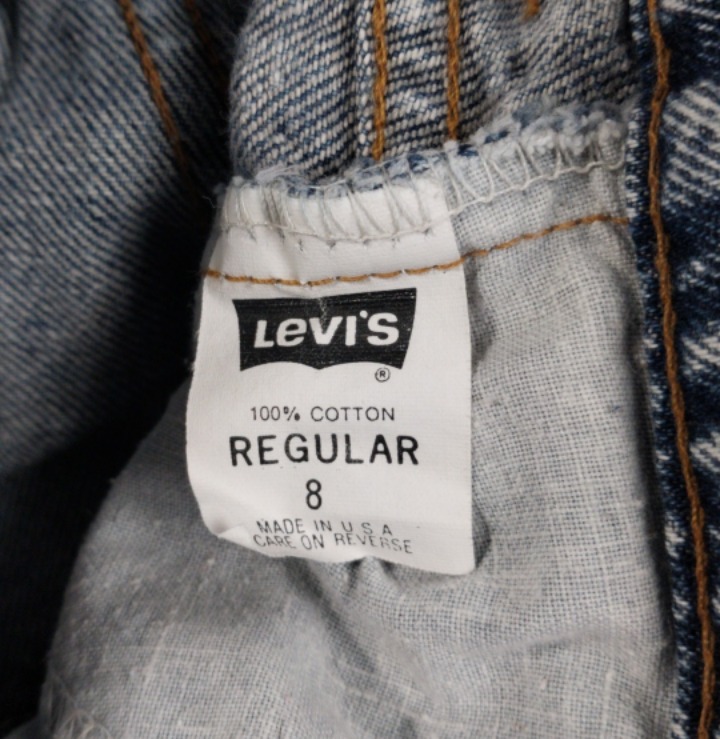 LEVI'S
®
100% COTTON
REGULAR
8
MADE IN U S A
CARE ON REVERSE